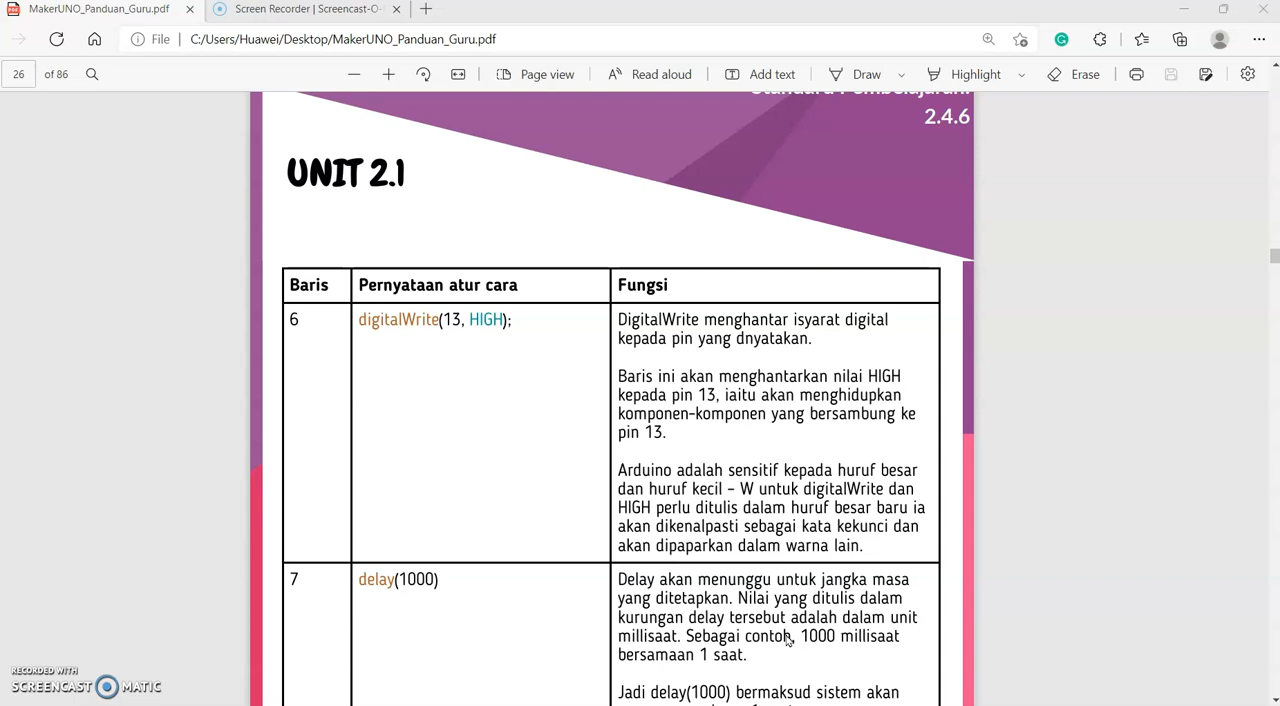 MakerUNO_Panduan_Guru.pdf
Screen Recorder | Screencast-O-
File
C:/Users/Huawei/Desktop/MakerUNO_Panduan_Guru.pdf
26 of 86
Page view
Read aloud
Add text
Draw
Highlight
Erase
Standard Pembelajaran:
2.4.6
UNIT 2.1
Baris
Pernyataan atur cara
Fungsi
6
digitalWrite(13, HIGH);
DigitalWrite menghantar isyarat digital
kepada pin yang dnyatakan.
Baris ini akan menghantarkan nilai HIGH
kepada pin 13, iaitu akan menghidupkan
komponen-komponen yang bersambung ke
pin 13.
Arduino adalah sensitif kepada huruf besar
dan huruf kecil – W untuk digitalWrite dan
HIGH perlu ditulis dalam huruf besar baru ia
akan dikenalpasti sebagai kata kekunci dan
akan dipaparkan dalam warna lain.
7
delay(1000)
Delay akan menunggu untuk jangka masa
yang ditetapkan. Nilai yang ditulis dalam
kurungan delay tersebut adalah dalam unit
millisaat. Sebagai contoh, 1000 millisaat
bersamaan 1 saat.
Jadi delay(1000) bermaksud sistem akan
RECORDED WITH
SCREENCAST MATIC